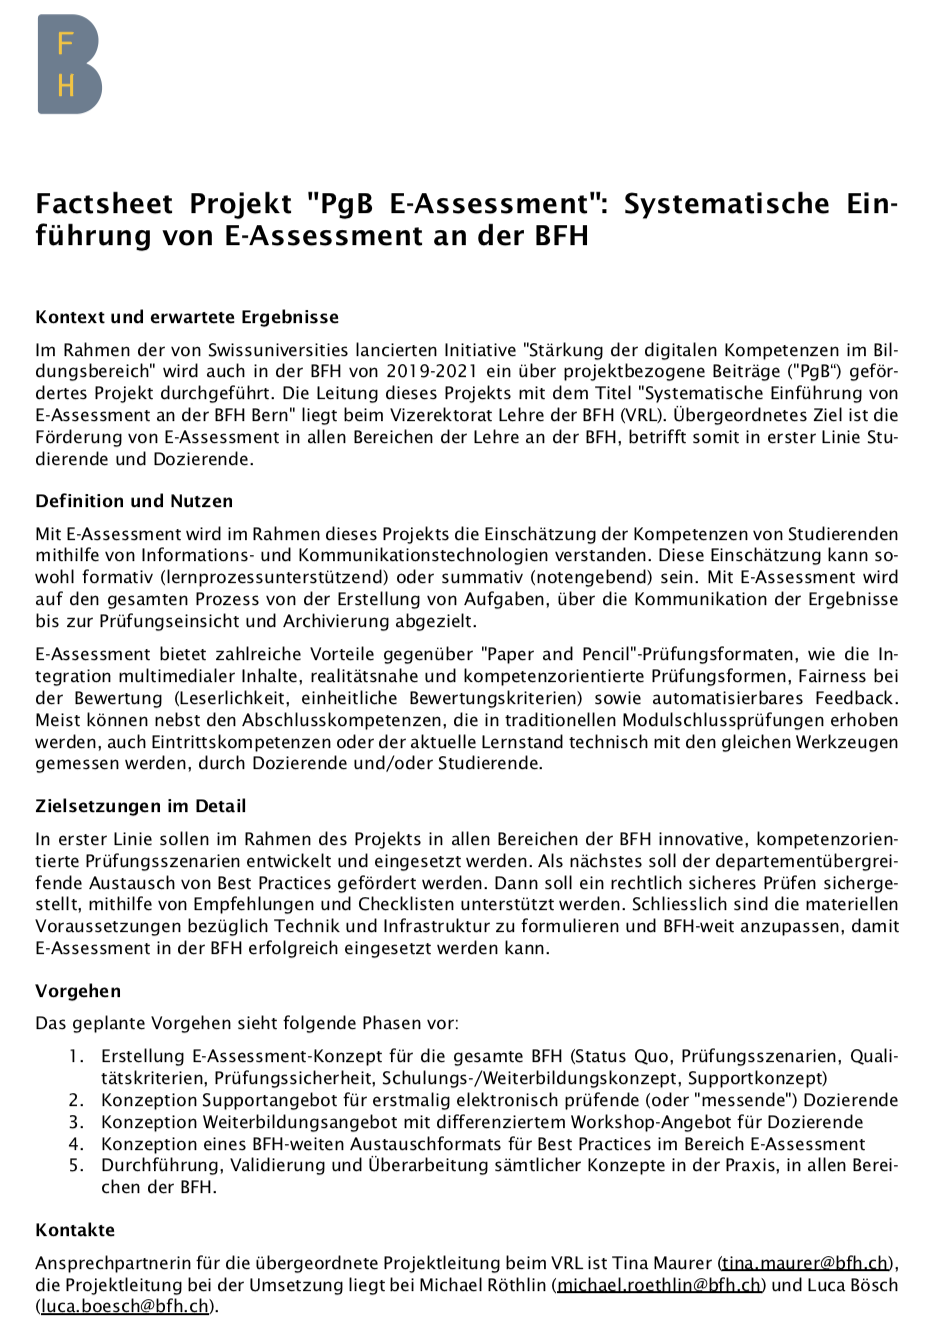 F
H
Factsheet Projekt "PgB E-Assessment": Systematische Ein-
führung von E-Assessment an der BFH
Kontext und erwartete Ergebnisse
Im Rahmen der von Swissuniversities lancierten Initiative "Stärkung der digitalen Kompetenzen im Bil-
dungsbereich" wird auch in der BFH von 2019-2021 ein über projektbezogene Beiträge ("PgB“) geför-
dertes Projekt durchgeführt. Die Leitung dieses Projekts mit dem Titel "Systematische Einführung von
E-Assessment an der BFH Bern" liegt beim Vizerektorat Lehre der BFH (VRL). Übergeordnetes Ziel ist die
Förderung von E-Assessment in allen Bereichen der Lehre an der BFH, betrifft somit in erster Linie Stu-
dierende und Dozierende.
Definition und Nutzen
Mit E-Assessment wird im Rahmen dieses Projekts die Einschätzung der Kompetenzen von Studierenden
mithilfe von Informations- und Kommunikationstechnologien verstanden. Diese Einschätzung kann so-
wohl formativ (lernprozessunterstützend) oder summativ (notengebend) sein. Mit E-Assessment wird
auf den gesamten Prozess von der Erstellung von Aufgaben, über die Kommunikation der Ergebnisse
bis zur Prüfungseinsicht und Archivierung abgezielt.
E-Assessment bietet zahlreiche Vorteile gegenüber "Paper and Pencil"-Prüfungsformaten, wie die In-
tegration multimedialer Inhalte, realitätsnahe und kompetenzorientierte Prüfungsformen, Fairness bei
der Bewertung (Leserlichkeit, einheitliche Bewertungskriterien) sowie automatisierbares Feedback.
Meist können nebst den Abschlusskompetenzen, die in traditionellen Modulschlussprüfungen erhoben
werden, auch Eintrittskompetenzen oder der aktuelle Lernstand technisch mit den gleichen Werkzeugen
gemessen werden, durch Dozierende und/oder Studierende.
Zielsetzungen im Detail
In erster Linie sollen im Rahmen des Projekts in allen Bereichen der BFH innovative, kompetenzorien-
tierte Prüfungsszenarien entwickelt und eingesetzt werden. Als nächstes soll der departementübergrei-
fende Austausch von Best Practices gefördert werden. Dann soll ein rechtlich sicheres Prüfen sicherge-
stellt, mithilfe von Empfehlungen und Checklisten unterstützt werden. Schliesslich sind die materiellen
Voraussetzungen bezüglich Technik und Infrastruktur zu formulieren und BFH-weit anzupassen, damit
E-Assessment in der BFH erfolgreich eingesetzt werden kann.
Vorgehen
Das geplante Vorgehen sieht folgende Phasen vor:
1. Erstellung E-Assessment-Konzept für die gesamte BFH (Status Quo, Prüfungsszenarien, Quali-
tätskriterien, Prüfungssicherheit, Schulungs-/Weiterbildungskonzept, Supportkonzept)
2. Konzeption Supportangebot für erstmalig elektronisch prüfende (oder "messende") Dozierende
3. Konzeption Weiterbildungsangebot mit differenziertem Workshop-Angebot für Dozierende
4. Konzeption eines BFH-weiten Austauschformats für Best Practices im Bereich E-Assessment
5. Durchführung, Validierung und Überarbeitung sämtlicher Konzepte in der Praxis, in allen Berei-
chen der BFH.
Kontakte
Ansprechpartnerin für die übergeordnete Projektleitung beim VRL ist Tina Maurer (tina.maurer@bfh.ch),
die Projektleitung bei der Umsetzung liegt bei Michael Röthlin (michael.roethlin@bfh.ch) und Luca Bösch
(luca.boesch@bfh.ch).